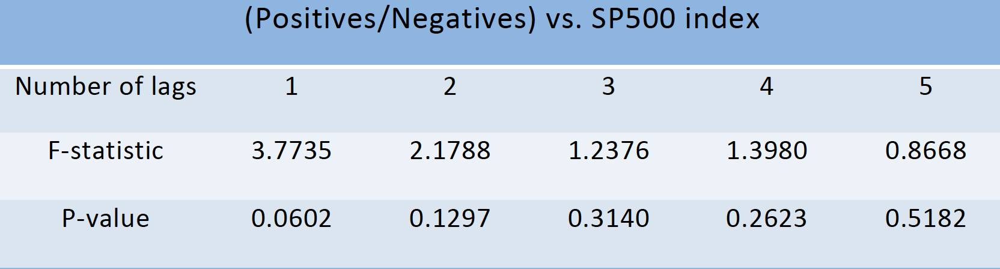 (Positives/Negatives) vs. SP500 index
Number of lags 1 2 3 4 5
F-statistic 3.7735 2.1788 1.2376 1.3980 0.8668
P-value 0.0602 0.1297 0.3140 0.2623 0.5182